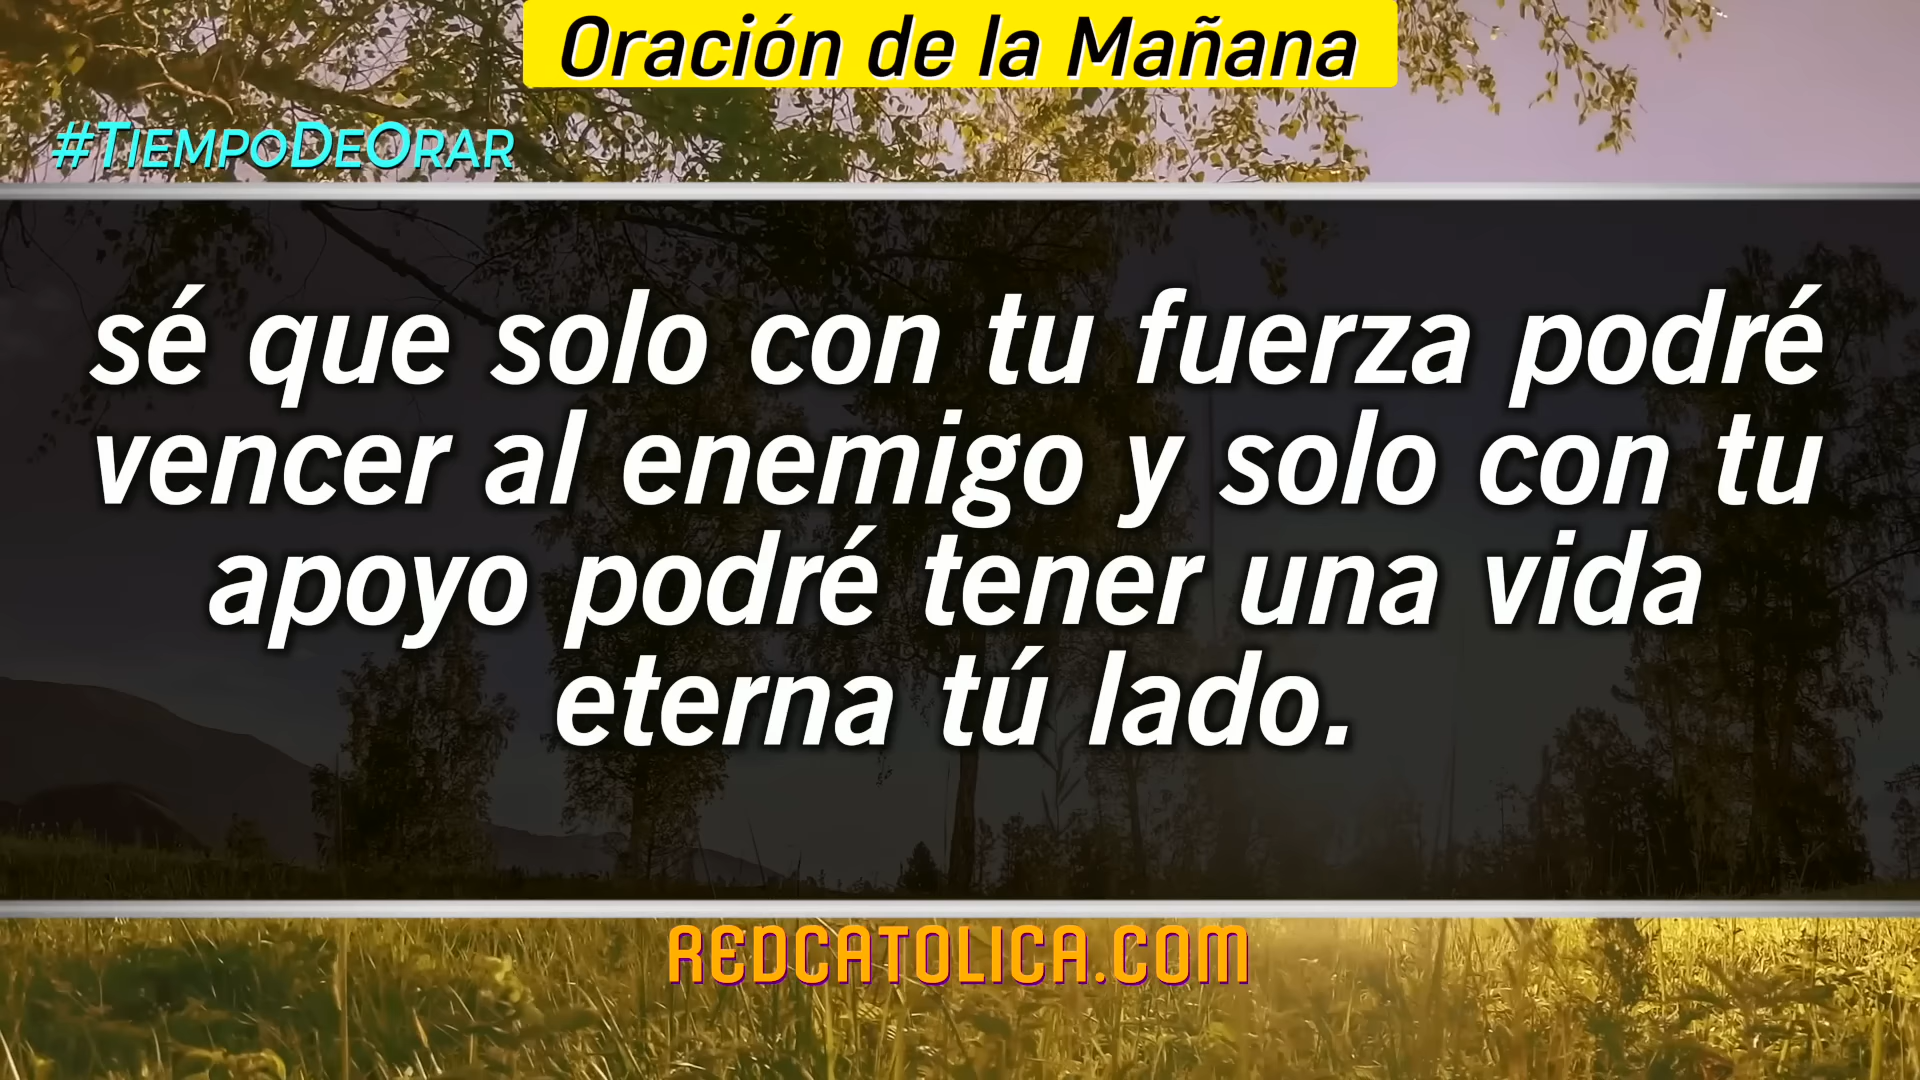 Oración de la Mañana
#TIEMPODEORAR
sé que solo con tu fuerza podré
vencer al enemigo y solo con tu
apoyo podré tener una vida
eterna tú lado.
REDCATOLICA.COM